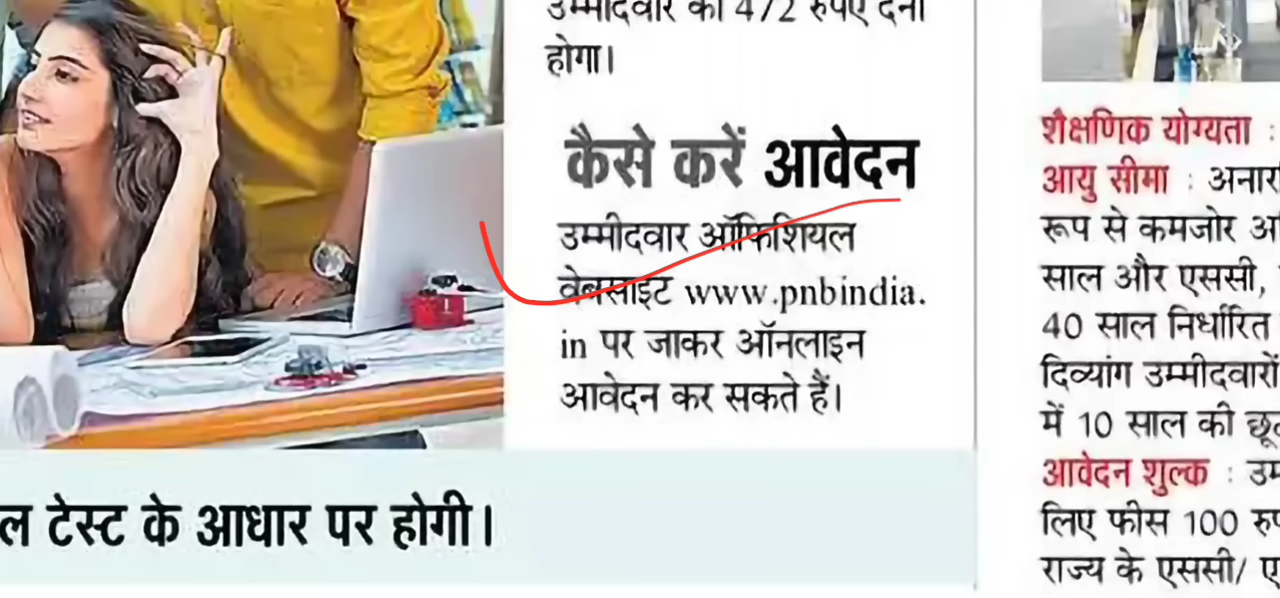 उम्मीदवार को 472 रुपए देना
होगा।
कैसे करें आवेदन
उम्मीदवार ऑफिशियल
वेबसाइट www.pnbindia.
in पर जाकर ऑनलाइन
आवेदन कर सकते हैं।
टेस्ट के आधार पर होगी।
शैक्षणिक योग्यता :
आयु सीमा :
रूप से कमजोर
साल और एससी,
40 साल निर्धारित
दिव्यांग उम्मीदवारों
में 10 साल की
आवेदन शुल्क :
लिए फीस 100
राज्य के एससी/